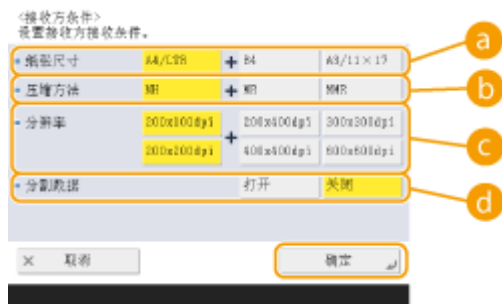 <接收方条件>
设置接收方接收条件。
纸张尺寸 A4/LTR + B4 A3/11×17 a
压缩方法 MH + MR MMR b
分辨率 200x100dpi 200x400dpi 300x300dpi
+ c
200x200dpi 400x400dpi 600x600dpi
分割数据 打开 关闭 d
× 取消 确定